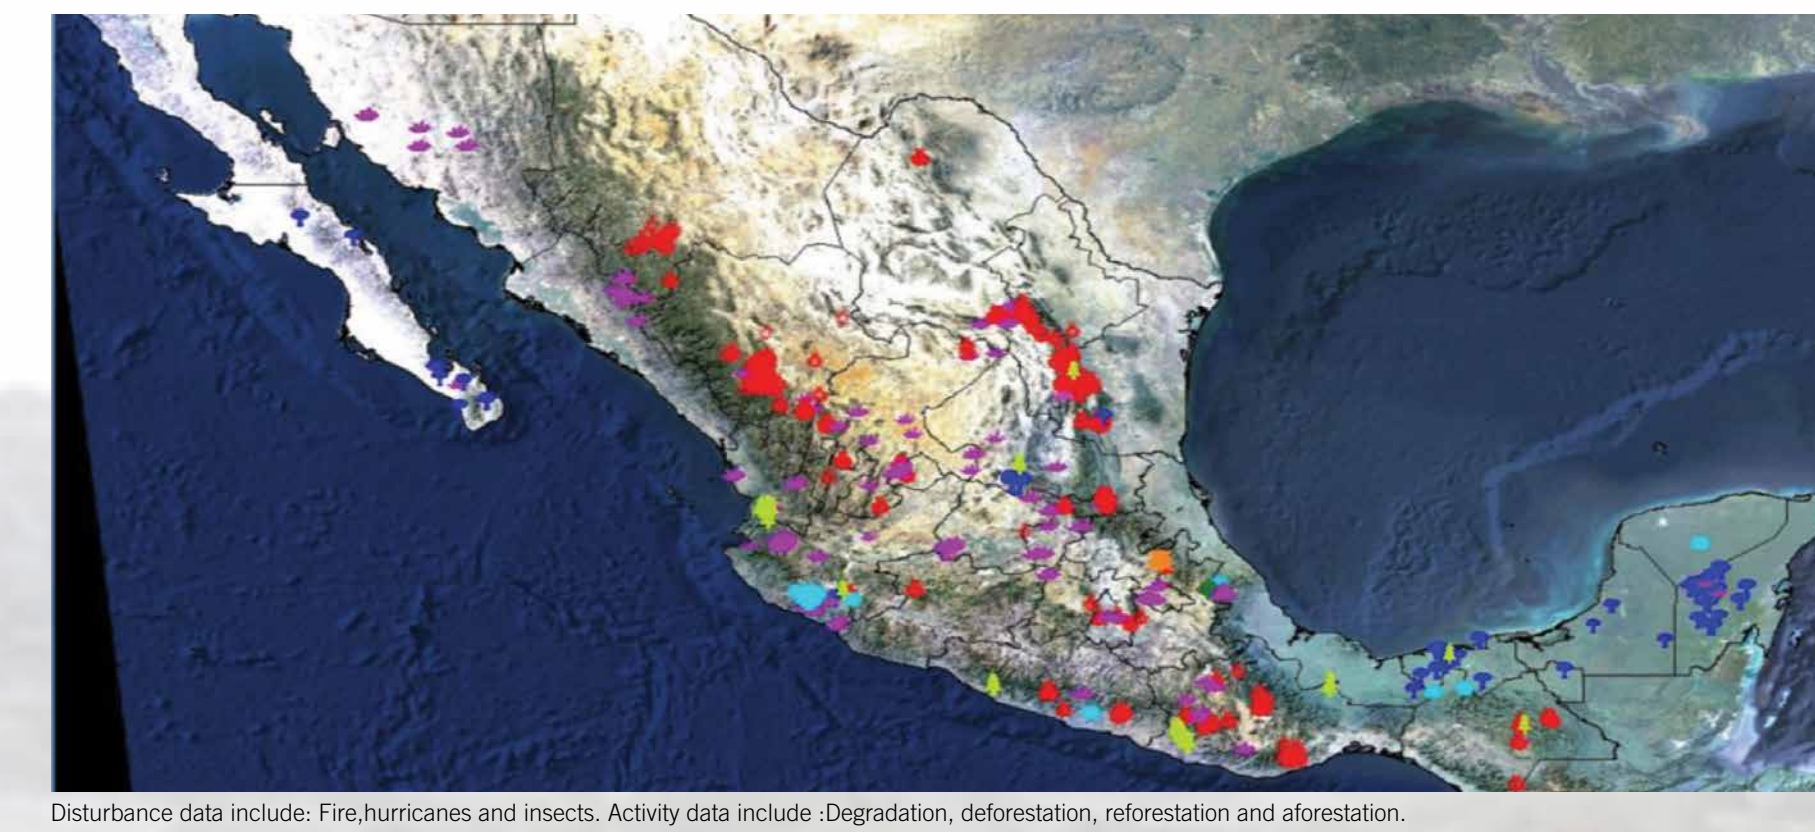 Disturbance data include: Fire,hurricanes and insects. Activity data include :Degradation, deforestation, reforestation and aforestation.